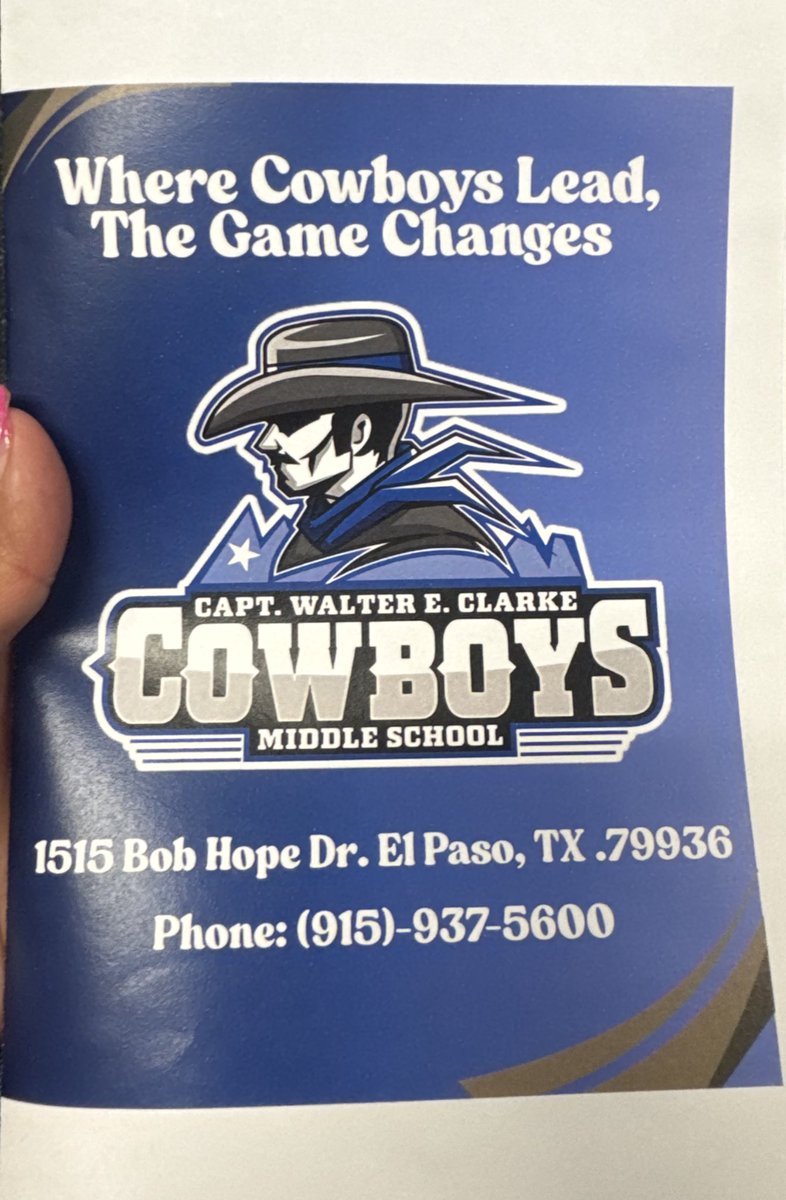 Where Cowboys Lead,
The Game Changes
CAPT. WALTER E. CLARKE
COWBOYS
MIDDLE SCHOOL
1515 Bob Hope Dr. El Paso, TX .79936
Phone: (915)-937-5600